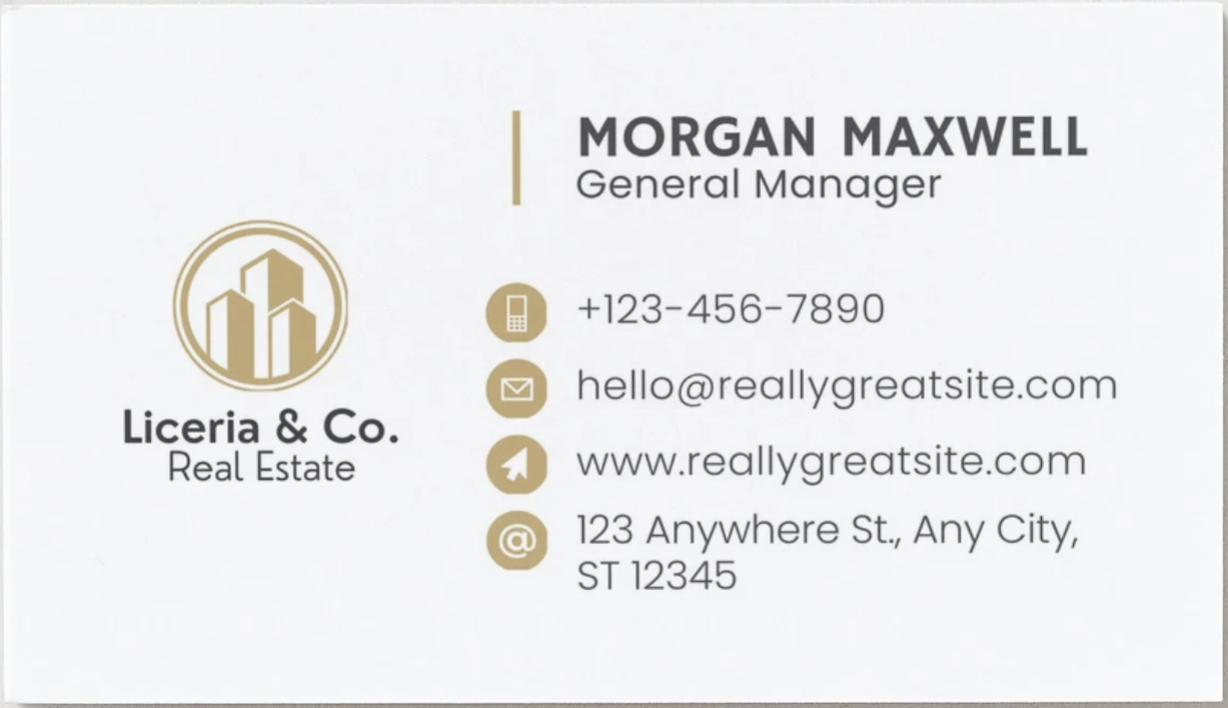 MORGAN MAXWELL
General Manager
Liceria & Co.
Real Estate
+123-456-7890
hello@reallygreatsite.com
www.reallygreatsite.com
@
123 Anywhere St., Any City,
ST 12345